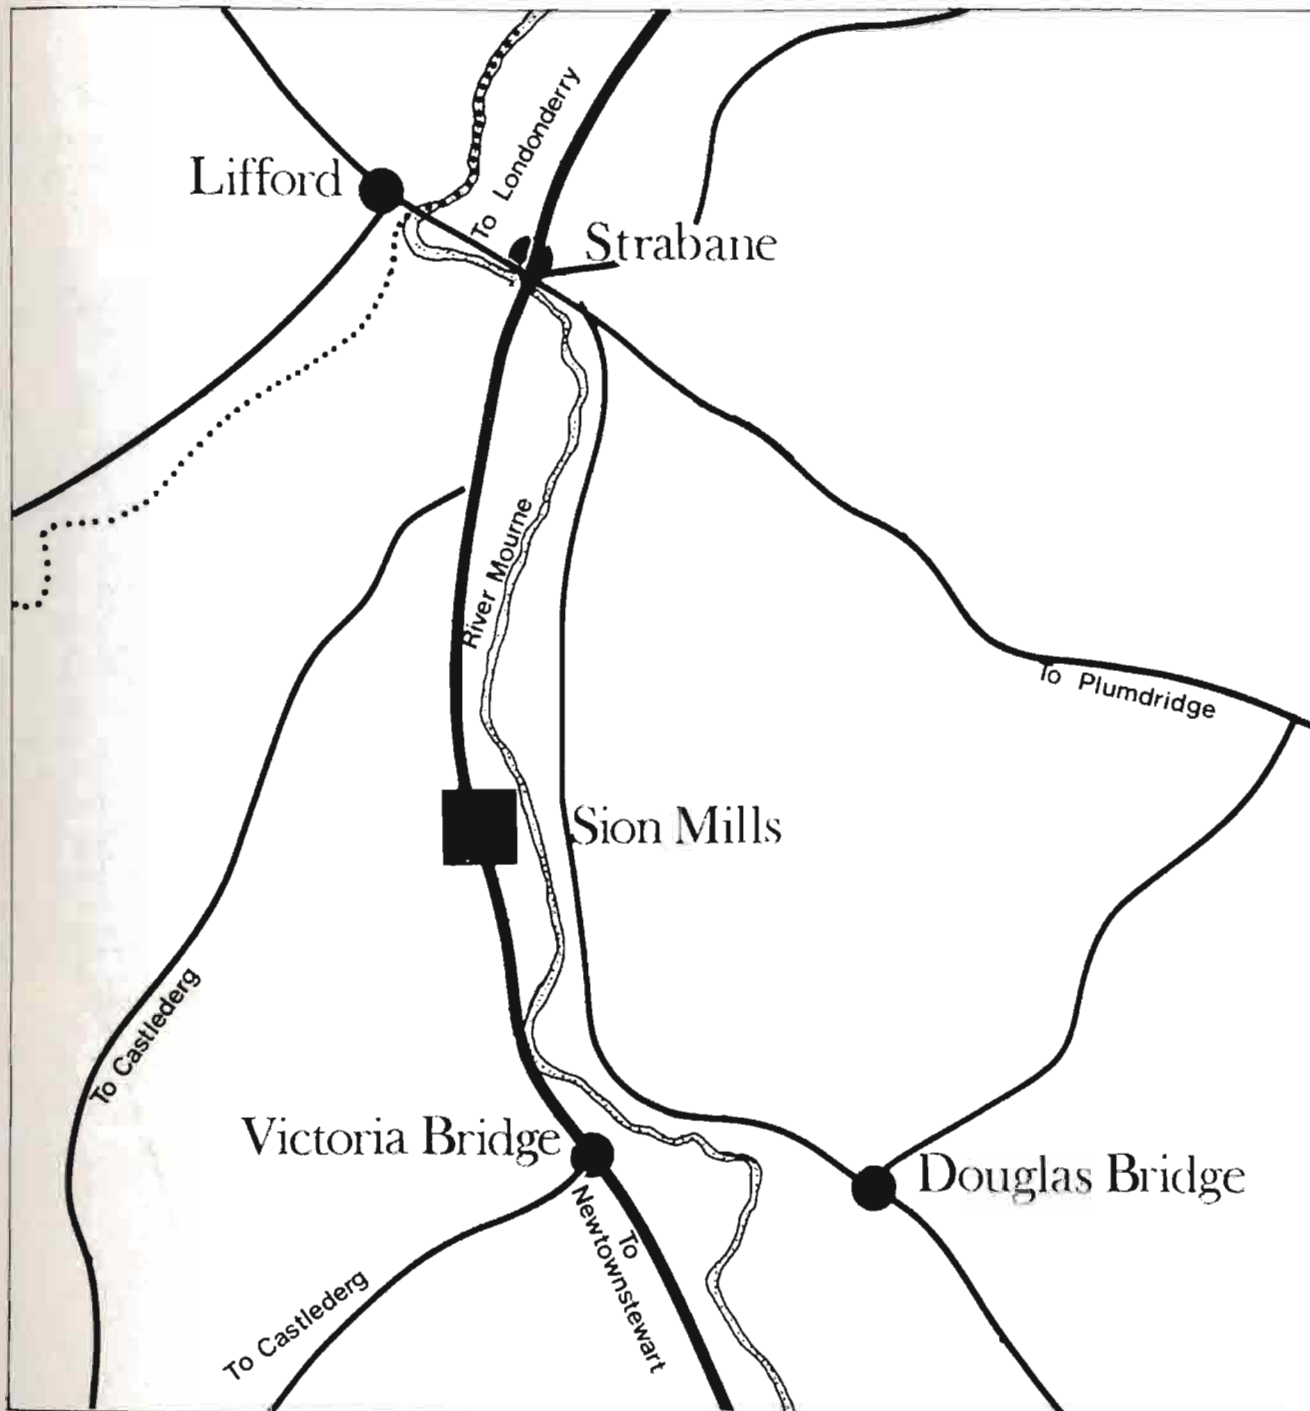 To Londonderry
Lifford
Strabane
River Mourne
To Plumdridge
Sion Mills
To Castlederg
Victoria Bridge
Douglas Bridge
To
Newtownstewart
To Castlederg